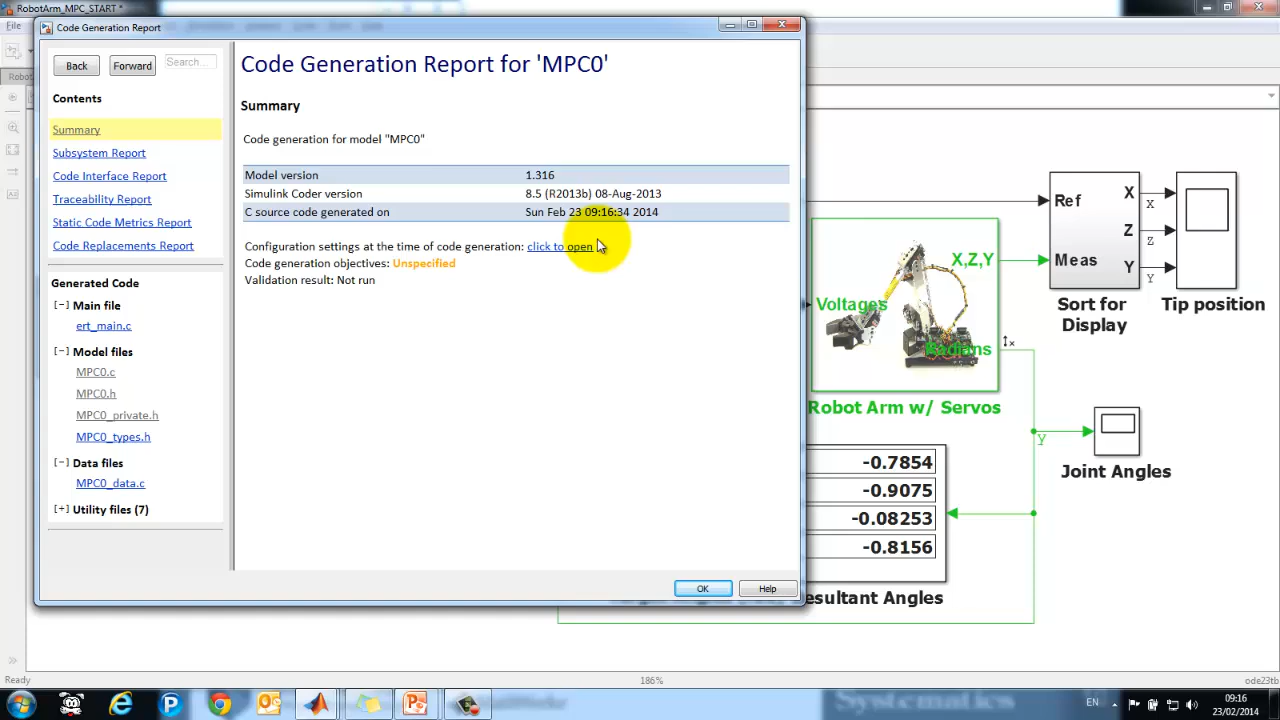 RobotArm_MPC_START *
File
Robot
Code Generation Report
Back
Forward
Search...
Contents
Summary
Subsystem Report
Code Interface Report
Traceability Report
Static Code Metrics Report
Code Replacements Report
Generated Code
[-] Main file
ert_main.c
[-] Model files
MPC0.c
MPC0.h
MPC0_private.h
MPC0_types.h
[-] Data files
MPC0_data.c
[+] Utility files (7)
Code Generation Report for 'MPC0'
Summary
Code generation for model "MPC0"
Model version 1.316
Simulink Coder version 8.5 (R2013b) 08-Aug-2013
C source code generated on Sun Feb 23 09:16:34 2014
Configuration settings at the time of code generation: click to open
Code generation objectives: Unspecified
Validation result: Not run
OK
Help
X,Z,Y
Voltages
Radians
Robot Arm w/ Servos
Ref
Meas
X
Z
Y
X
Z
Y
Sort for
Display
Tip position
y
Joint Angles
-0.7854
-0.9075
-0.08253
-0.8156
esultant Angles
Ready
186%
ode23tb
Systematics
EN
09:16
23/02/2014